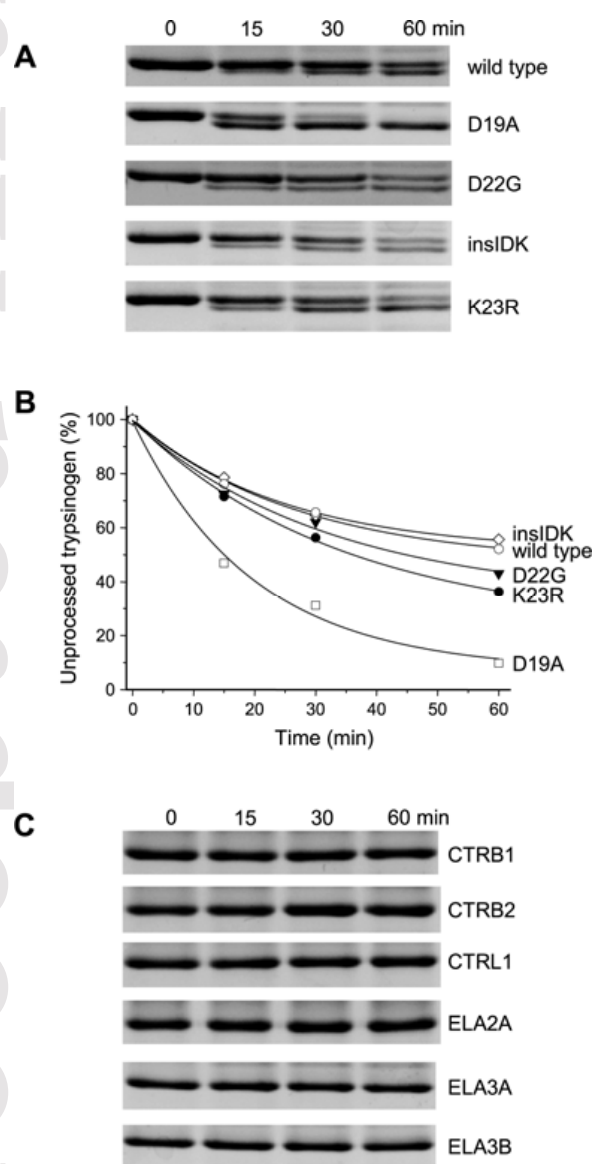 0 15 30 60 min
A
wild type
D19A
D22G
insIDK
K23R
B
Unprocessed trypsinogen (%)
100
80
60
40
20
0
insIDK
wild type
D22G
K23R
D19A
0 10 20 30 40 50 60
Time (min)
C
0 15 30 60 min
CTRB1
CTRB2
CTRL1
ELA2A
ELA3A
ELA3B